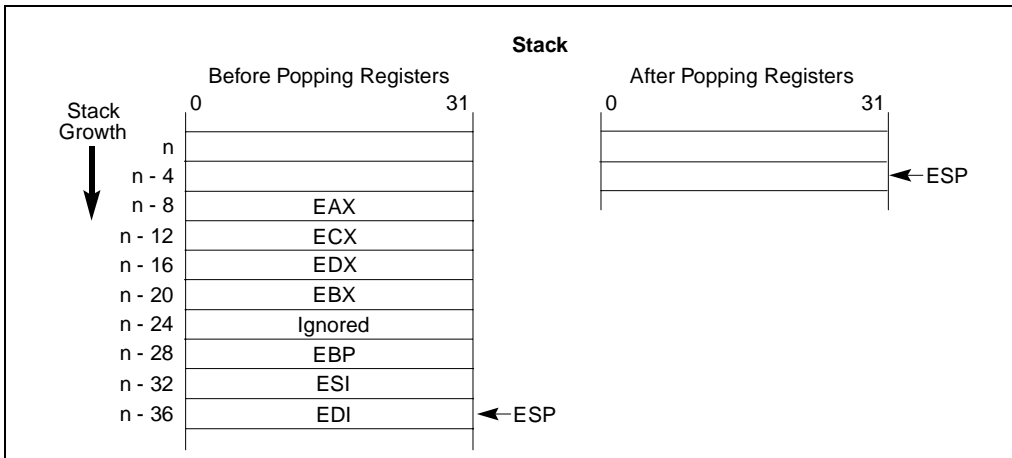 Stack
Before Popping Registers
After Popping Registers
0 31
0 31
Stack
Growth
n
n - 4
ESP
n - 8 EAX
n - 12 ECX
n - 16 EDX
n - 20 EBX
n - 24 Ignored
n - 28 EBP
n - 32 ESI
n - 36 EDI
ESP